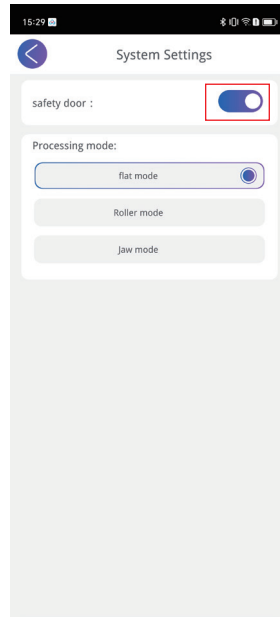 15:29
System Settings
safety door :
Processing mode:
flat mode
Roller mode
Jaw mode